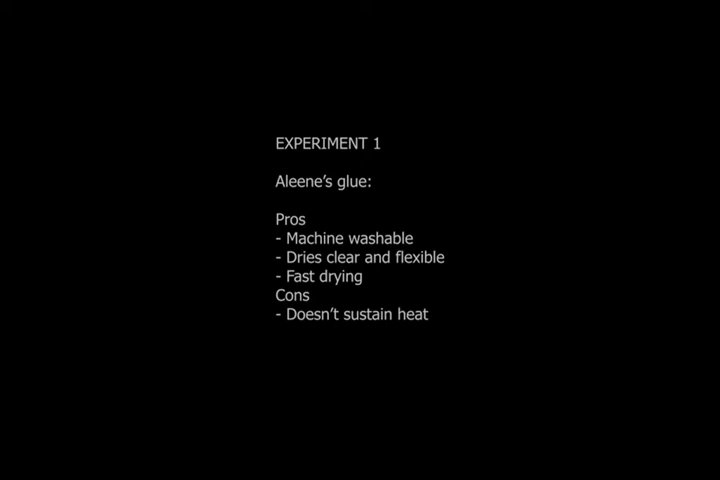 EXPERIMENT 1
Aleene's glue:
Pros
- Machine washable
- Dries clear and flexible
- Fast drying
Cons
- Doesn't sustain heat